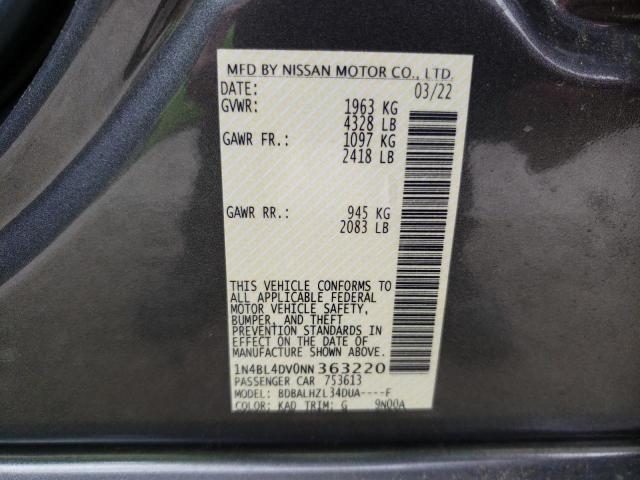 MFD BY NISSAN MOTOR CO., LTD.
DATE: 03/22
GVWR: 1963 KG
4328 LB
GAWR FR.: 1097 KG
2418 LB
GAWR RR.: 945 KG
2083 LB
THIS VEHICLE CONFORMS TO
ALL APPLICABLE FEDERAL
MOTOR VEHICLE SAFETY,
BUMPER, AND THEFT
PREVENTION STANDARDS IN
EFFECT ON THE DATE OF
MANUFACTURE SHOWN ABOVE.
1N4BL4DV0NN363220
PASSENGER CAR 753613
MODEL: BDBALHZL34DUA----F
COLOR: KAD TRIM: G 9N00A